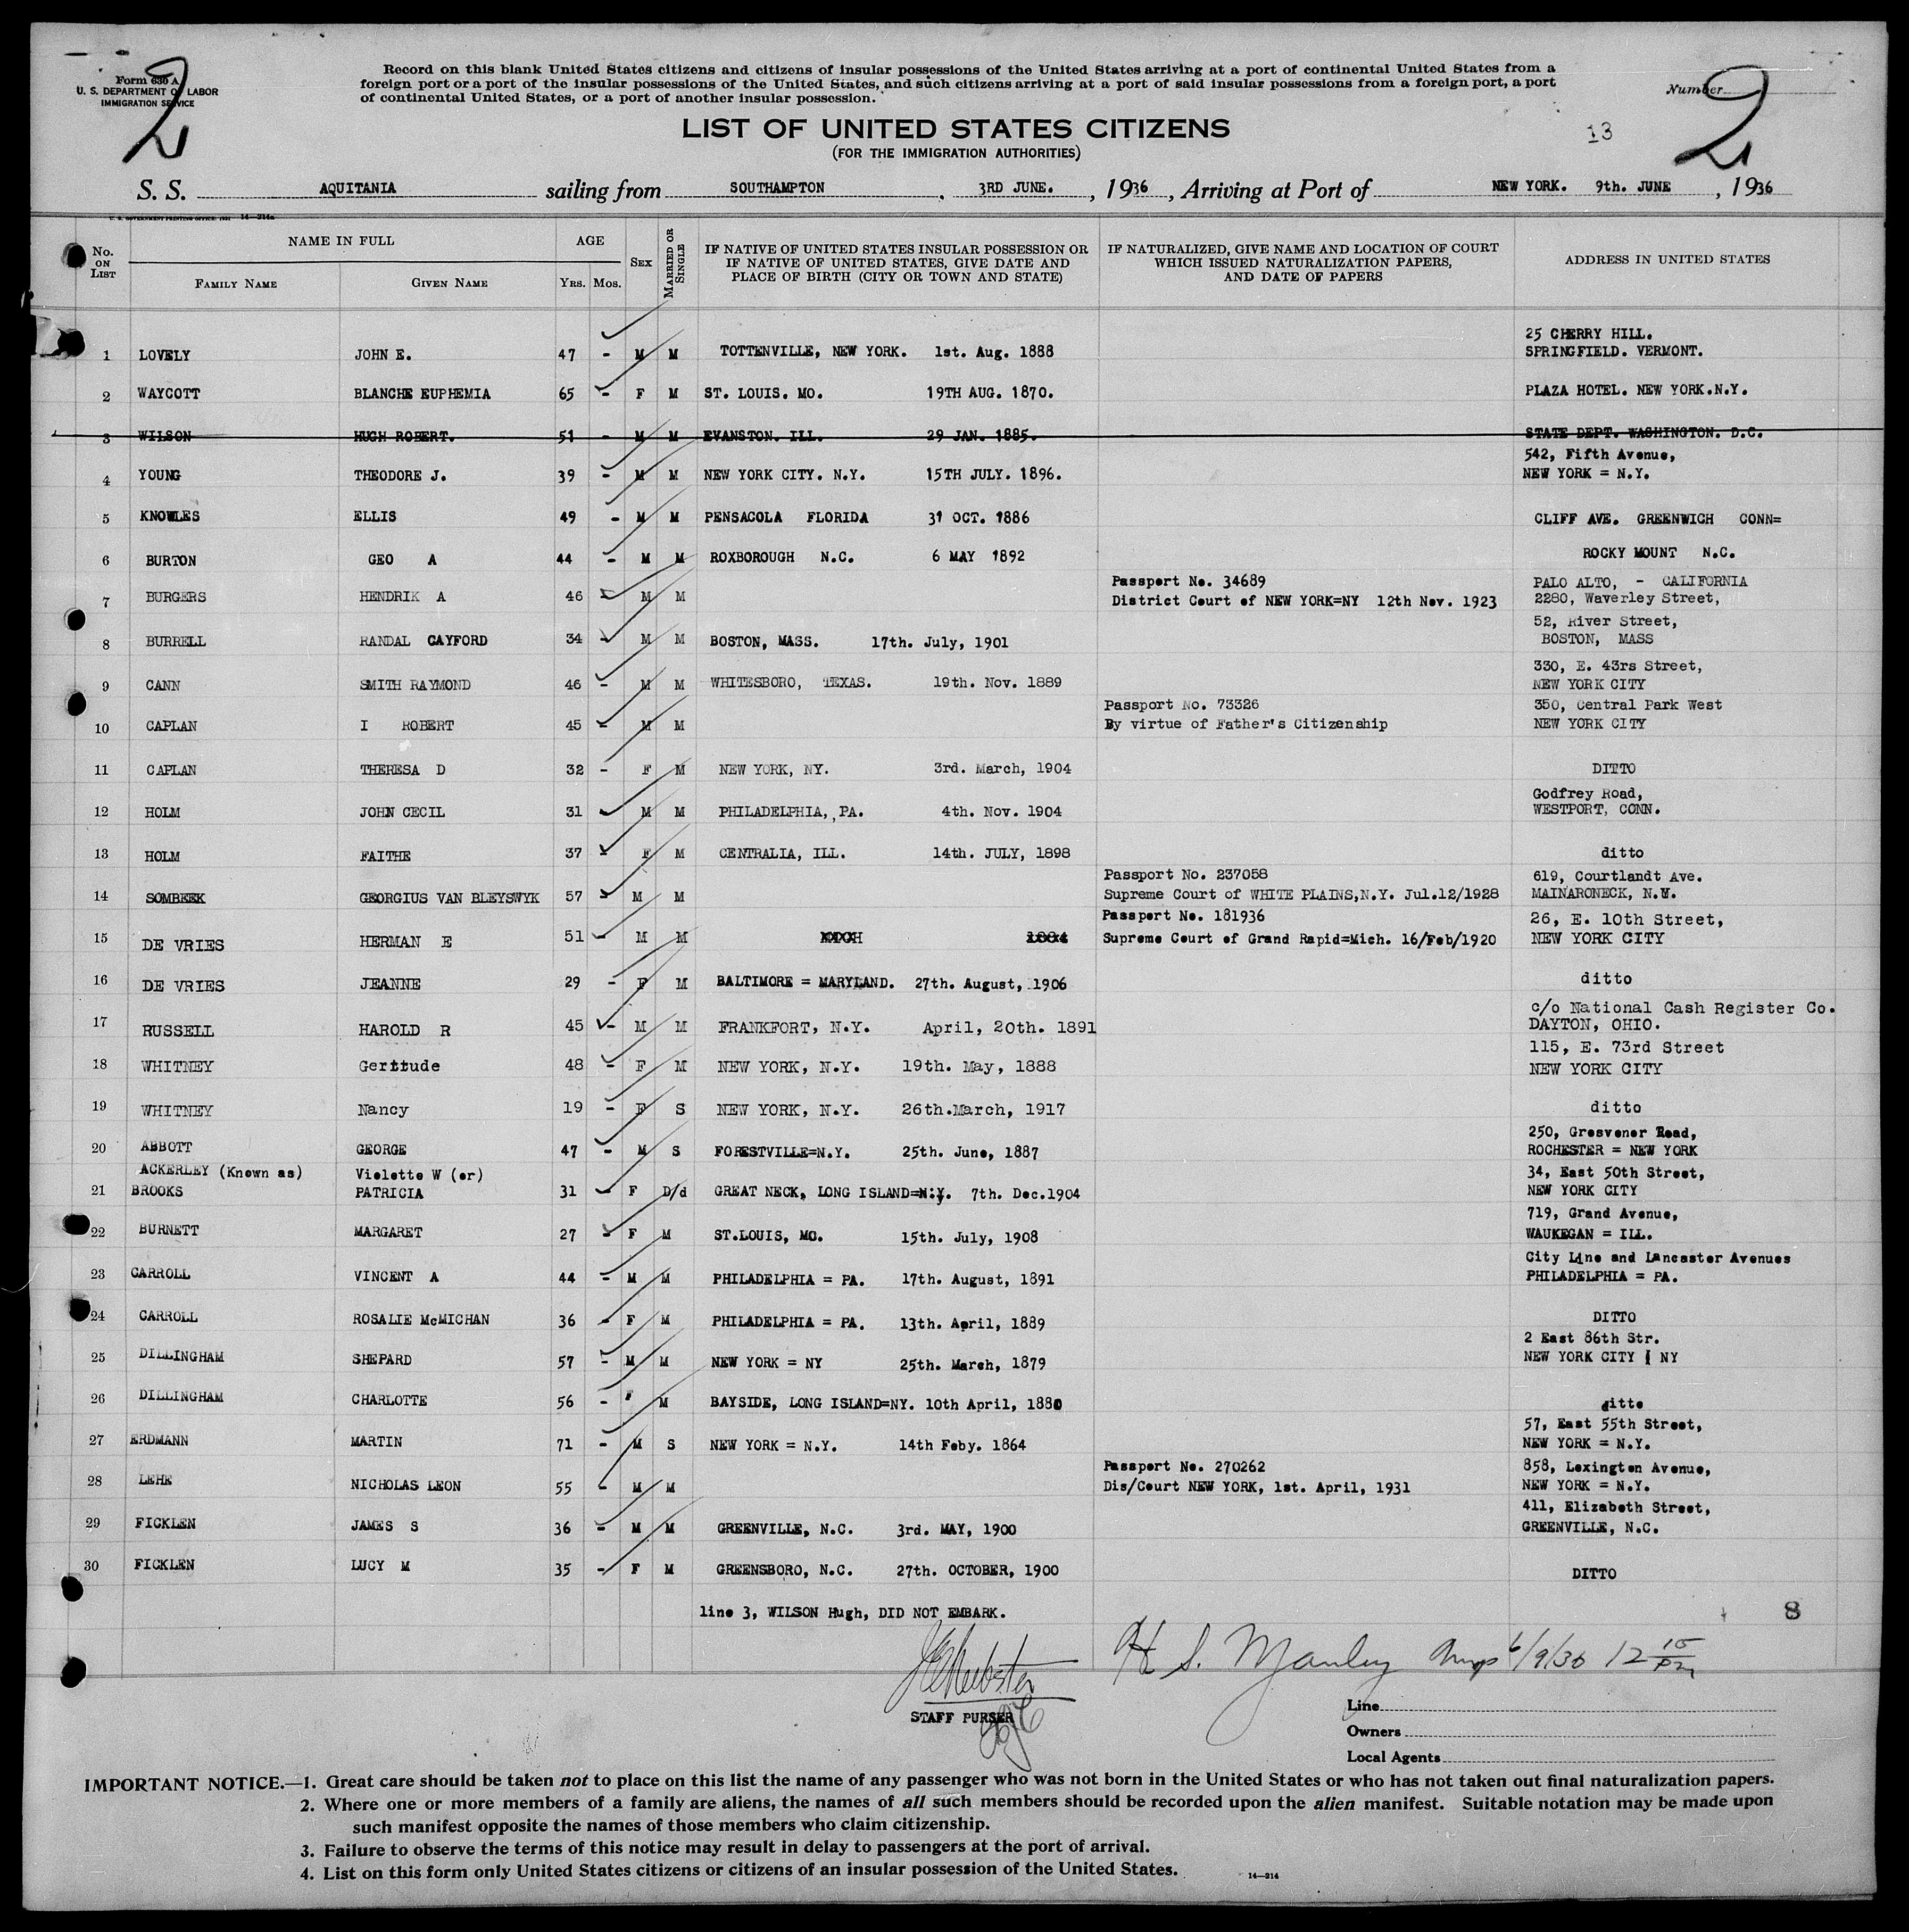 Form 630 A
U. S. DEPARTMENT OF LABOR
IMMIGRATION SERVICE
2
Record on this blank United States citizens and citizens of insular possessions of the United States arriving at a port of continental United States from a
foreign port or a port of the insular possessions of the United States, and such citizens arriving at a port of said insular possessions from a foreign port, a port
of continental United States, or a port of another insular possession.
Number
2
LIST OF UNITED STATES CITIZENS
13
(FOR THE IMMIGRATION AUTHORITIES)
S. S. AQUITANIA sailing from SOUTHAMPTON, 3RD JUNE., 1936, Arriving at Port of NEW YORK. 9th. JUNE, 1936
U. S. GOVERNMENT PRINTING OFFICE: 1931 14—214a
No. ON LIST NAME IN FULL AGE SEX MARRIED OR SINGLE IF NATIVE OF UNITED STATES INSULAR POSSESSION OR IF NATIVE OF UNITED STATES, GIVE DATE AND PLACE OF BIRTH (CITY OR TOWN AND STATE) IF NATURALIZED, GIVE NAME AND LOCATION OF COURT WHICH ISSUED NATURALIZATION PAPERS, AND DATE OF PAPERS ADDRESS IN UNITED STATES
FAMILY NAME GIVEN NAME YRS. MOS.
25 CHERRY HILL.
1 LOVELY JOHN E. 47 - M M TOTTENVILLE, NEW YORK. 1st. Aug. 1888 SPRINGFIELD. VERMONT.
2 WAYCOTT BLANCHE EUPHEMIA 65 - F M ST. LOUIS. MO. 19TH AUG. 1870. PLAZA HOTEL. NEW YORK.N.Y.
3 WILSON HUGH ROBERT. 51 - M M EVANSTON. ILL. 29 JAN. 1885. STATE DEPT. WASHINGTON. D.C.
542, Fifth Avenue,
4 YOUNG THEODORE J. 39 - M M NEW YORK CITY. N.Y. 15TH JULY. 1896. NEW YORK = N.Y.
5 KNOWLES ELLIS 49 - M M PENSACOLA FLORIDA 31 OCT. 1886 CLIFF AVE. GREENWICH CONN=
6 BURTON GEO A 44 - M M ROXBOROUGH N.C. 6 MAY 1892 ROCKY MOUNT N.C.
Passport No. 34689 PALO ALTO, - CALIFORNIA
7 BURGERS HENDRIK A 46 - M M District Court of NEW YORK=NY 12th Nov. 1923 2280, Waverley Street,
52, River Street,
8 BURRELL RANDAL GAYFORD 34 - M M BOSTON, MASS. 17th. July, 1901 BOSTON, MASS
330, E. 43rs Street,
9 CANN SMITH RAYMOND 46 - M M WHITESBORO, TEXAS. 19th. Nov. 1889 NEW YORK CITY
Passport No. 73326 350, Central Park West
10 CAPLAN I ROBERT 45 - M M By virtue of Father's Citizenship NEW YORK CITY
11 CAPLAN THERESA D 32 - F M NEW YORK, NY. 3rd. March, 1904 DITTO
Godfrey Road,
12 HOLM JOHN CECIL 31 - M M PHILADELPHIA,,PA. 4th. Nov. 1904 WESTPORT, CONN.
13 HOLM FAITHE 37 - F M CENTRALIA, ILL. 14th. JULY, 1898 ditto
Passport No. 237058 619, Courtlandt Ave.
14 SOMBEEK GEORGIUS VAN BLEYSWYK 57 - M M Supreme Court of WHITE PLAINS,N.Y. Jul.12/1928 MAINARONECK, N.Y.
Passport No. 181936 26, E. 10th Street,
15 DE VRIES HERMAN E 51 - M M Supreme Court of Grand Rapid=Mich. 16/Feb/1920 NEW YORK CITY
16 DE VRIES JEANNE 29 - F M BALTIMORE = MARYLAND. 27th. August, 1906 ditto
c/o National Cash Register Co.
17 RUSSELL HAROLD R 45 - M M FRANKFORT, N.Y. April, 20th. 1891 DAYTON, OHIO.
115, E. 73rd Street
18 WHITNEY Gerttude 48 - F M NEW YORK, N.Y. 19th. May, 1888 NEW YORK CITY
19 WHITNEY Nancy 19 - F S NEW YORK, N.Y. 26th.March, 1917 ditto
250, Grosvener Road,
20 ABBOTT GEORGE 47 - M S FORESTVILLE=N.Y. 25th. June, 1887 ROCHESTER = NEW YORK
ACKERLEY (Known as) Violette W (or) 34, East 50th Street,
21 BROOKS PATRICIA 31 - F D/d GREAT NECK, LONG ISLAND=N.Y. 7th. Dec.1904 NEW YORK CITY
719, Grand Avenue,
22 BURNETT MARGARET 27 - F M ST.LOUIS, MO. 15th. July, 1908 WAUKEGAN = ILL.
City Line and Lancaster Avenues
23 CARROLL VINCENT A 44 - M M PHILADELPHIA = PA. 17th. August, 1891 PHILADELPHIA = PA.
24 CARROLL ROSALIE McMICHAN 36 - F M PHILADELPHIA = PA. 13th. April, 1889 DITTO
2 East 86th Str.
25 DILLINGHAM SHEPARD 57 - M M NEW YORK = NY 25th. March, 1879 NEW YORK CITY NY
26 DILLINGHAM CHARLOTTE 56 - M BAYSIDE, LONG ISLAND=NY. 10th April, 1880 ditto
57, East 55th Street,
27 ERDMANN MARTIN 71 - M S NEW YORK = N.Y. 14th Feby. 1864 NEW YORK = N.Y.
Passport No. 270262 858, Lexington Avenue,
28 LEHE NICHOLAS LEON 55 - M M Dis/Court NEW YORK, 1st. April, 1931 NEW YORK = N.Y.
411, Elizabeth Street,
29 FICKLEN JAMES S 36 - M M GREENVILLE, N.C. 3rd. MAY, 1900 GREENVILLE, N.C.
30 FICKLEN LUCY M 35 - F M GREENSBORO, N.C. 27th. OCTOBER, 1900 DITTO
line 3, WILSON Hugh, DID NOT EMBARK. 8
H S. Manley 6/9/36 12 15 pm
STAFF PURSER
Line
Owners
Local Agents
IMPORTANT NOTICE.—1. Great care should be taken not to place on this list the name of any passenger who was not born in the United States or who has not taken out final naturalization papers.
2. Where one or more members of a family are aliens, the names of all such members should be recorded upon the alien manifest. Suitable notation may be made upon
such manifest opposite the names of those members who claim citizenship.
3. Failure to observe the terms of this notice may result in delay to passengers at the port of arrival.
4. List on this form only United States citizens or citizens of an insular possession of the United States.
14—214